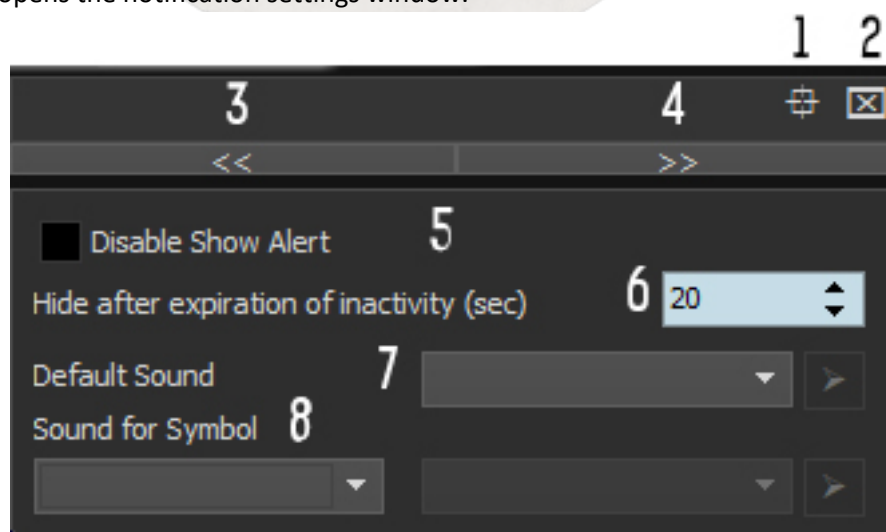 opens the notification settings window.
1 2
3 4
<< >>
Disable Show Alert 5
Hide after expiration of inactivity (sec) 6 20
Default Sound 7
Sound for Symbol 8